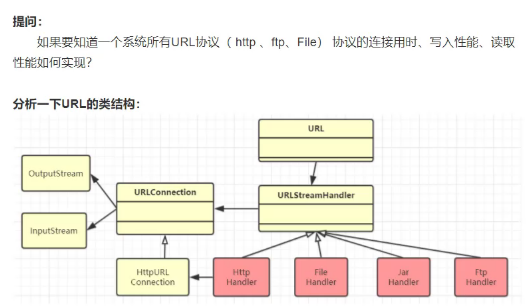 提问：
如果要知道一个系统所有URL协议（ http 、ftp、FIle） 协议的连接用时、写入性能、读取
性能如何实现？
分析一下URL的类结构：
URL
OutputStream
URLConnection
URLStreamHandler
InputStream
HttpURL
Connection
Http
Handler
File
Handler
Jar
Handler
Ftp
Handler